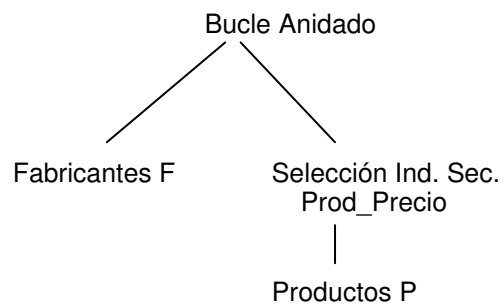 Bucle Anidado
Fabricantes F
Selección Ind. Sec.
Prod_Precio
Productos P